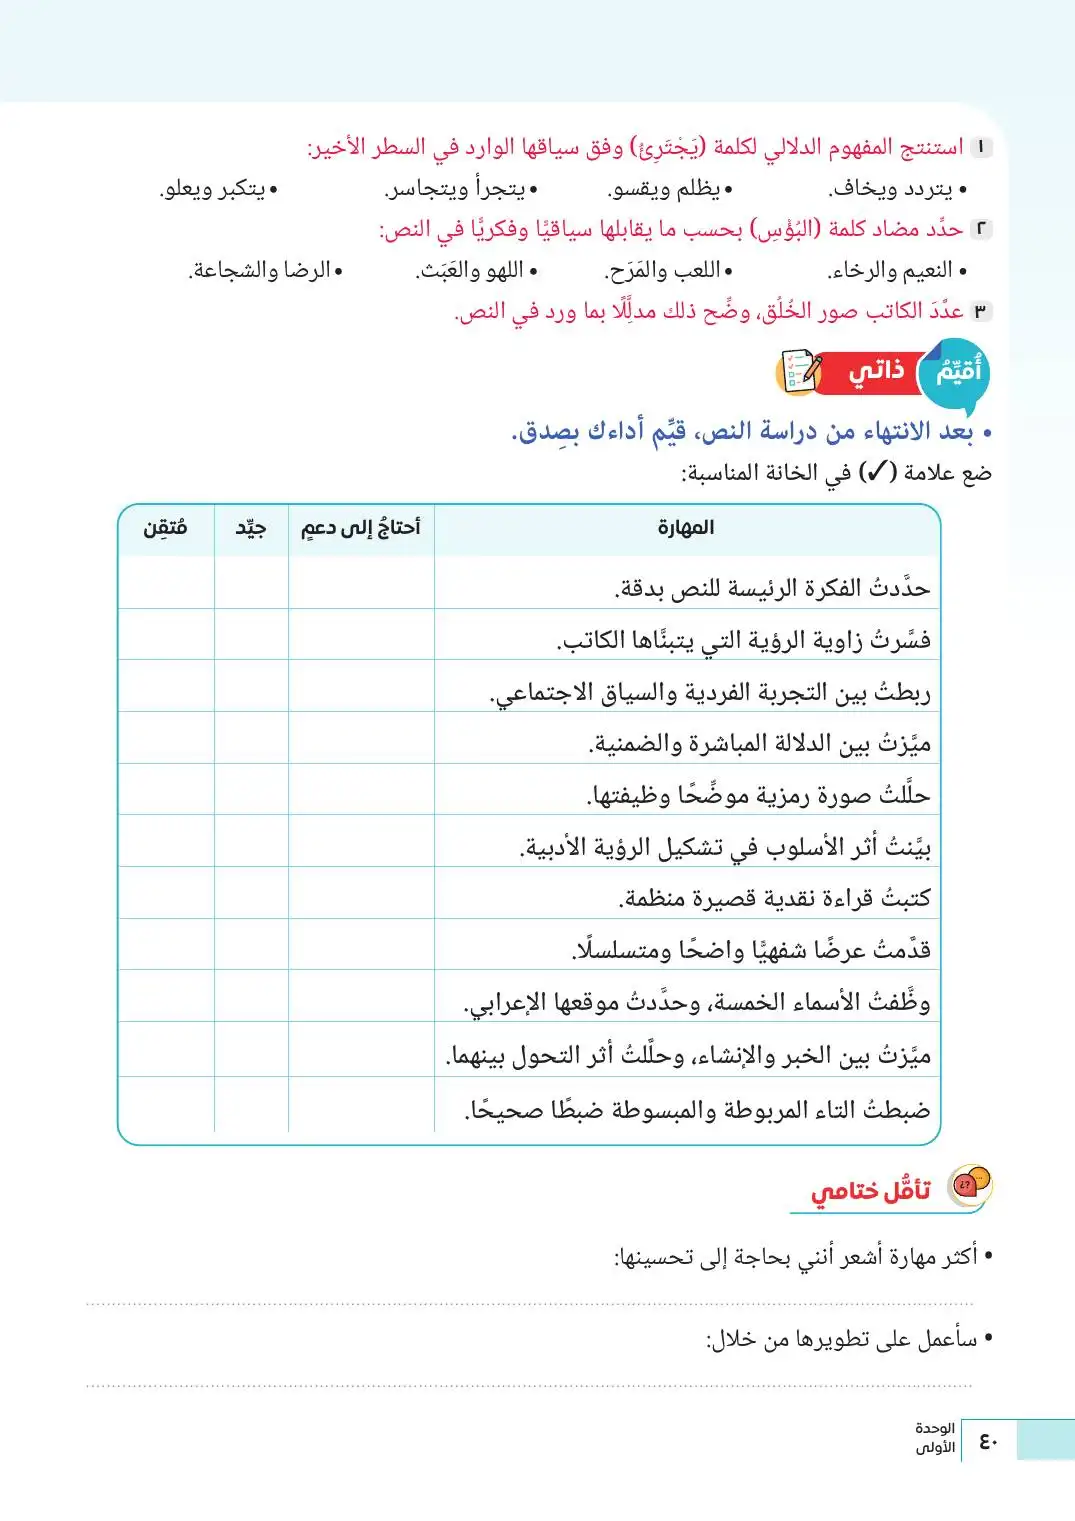 ١ استنتج المفهوم الدلالي لكلمة (يَجْتَرِئُ) وفق سياقها الوارد في السطر الأخير:
• يتردد ويخاف. • يظلم ويقسو. • يتجرأ ويتجاسر. • يتكبر ويعلو.
٢ حدِّد مضاد كلمة (البُؤْسِ) بحسب ما يقابلها سياقيًّا وفكريًّا في النص:
• النعيم والرخاء. • اللعب والمَرَح. • اللهو والعَبَث. • الرضا والشجاعة.
٣ عدَّدَ الكاتب صور الخُلُق، وضِّح ذلك مدلِّلًا بما ورد في النص.
أُقيِّمُ ذاتي
• بعد الانتهاء من دراسة النص، قيِّم أداءك بصِدق.
ضع علامة (✓) في الخانة المناسبة:
المهارة أحتاجُ إلى دعمٍ جيِّد مُتقِن
حدَّدتُ الفكرة الرئيسة للنص بدقة.
فسَّرتُ زاوية الرؤية التي يتبنَّاها الكاتب.
ربطتُ بين التجربة الفردية والسياق الاجتماعي.
ميَّزتُ بين الدلالة المباشرة والضمنية.
حلَّلتُ صورة رمزية موضِّحًا وظيفتها.
بيَّنتُ أثر الأسلوب في تشكيل الرؤية الأدبية.
كتبتُ قراءة نقدية قصيرة منظمة.
قدَّمتُ عرضًا شفهيًّا واضحًا ومتسلسلًا.
وظَّفتُ الأسماء الخمسة، وحدَّدتُ موقعها الإعرابي.
ميَّزتُ بين الخبر والإنشاء، وحلَّلتُ أثر التحول بينهما.
ضبطتُ التاء المربوطة والمبسوطة ضبطًا صحيحًا.
تأمُّل ختامي
• أكثر مهارة أشعر أنني بحاجة إلى تحسينها:
• سأعمل على تطويرها من خلال:
٤٠ الوحدة
الأولى